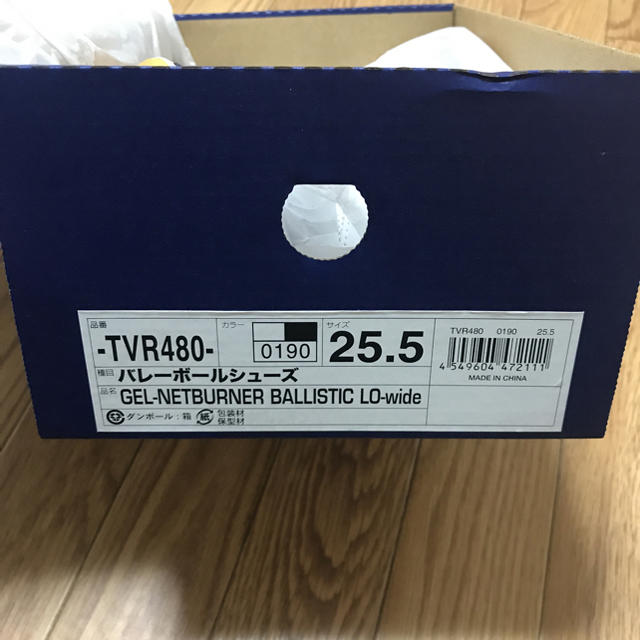 品番 -TVR480-
カラー 0190
サイズ 25.5
種目 バレーボールシューズ
品名 GEL-NETBURNER BALLISTIC LO-wide
ダンボール：箱 紙 包装材 保型材
TVR480 0190 25.5
4 549604 472111
MADE IN CHINA